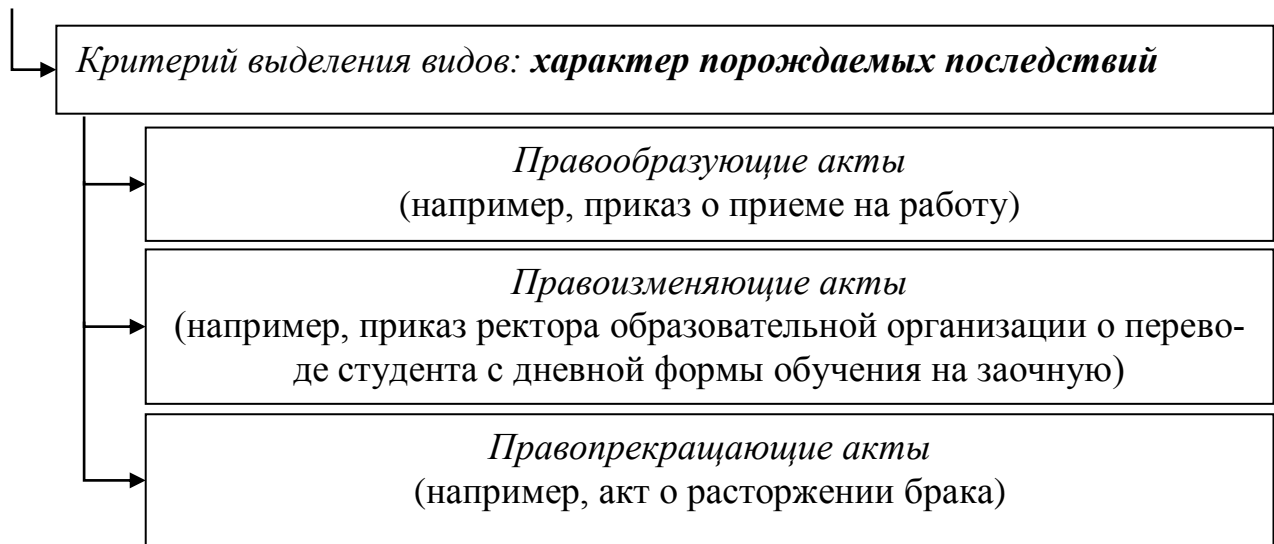 Критерий выделения видов: характер порождаемых последствий
Правообразующие акты
(например, приказ о приеме на работу)
Правоизменяющие акты
(например, приказ ректора образовательной организации о перево-
де студента с дневной формы обучения на заочную)
Правопрекращающие акты
(например, акт о расторжении брака)